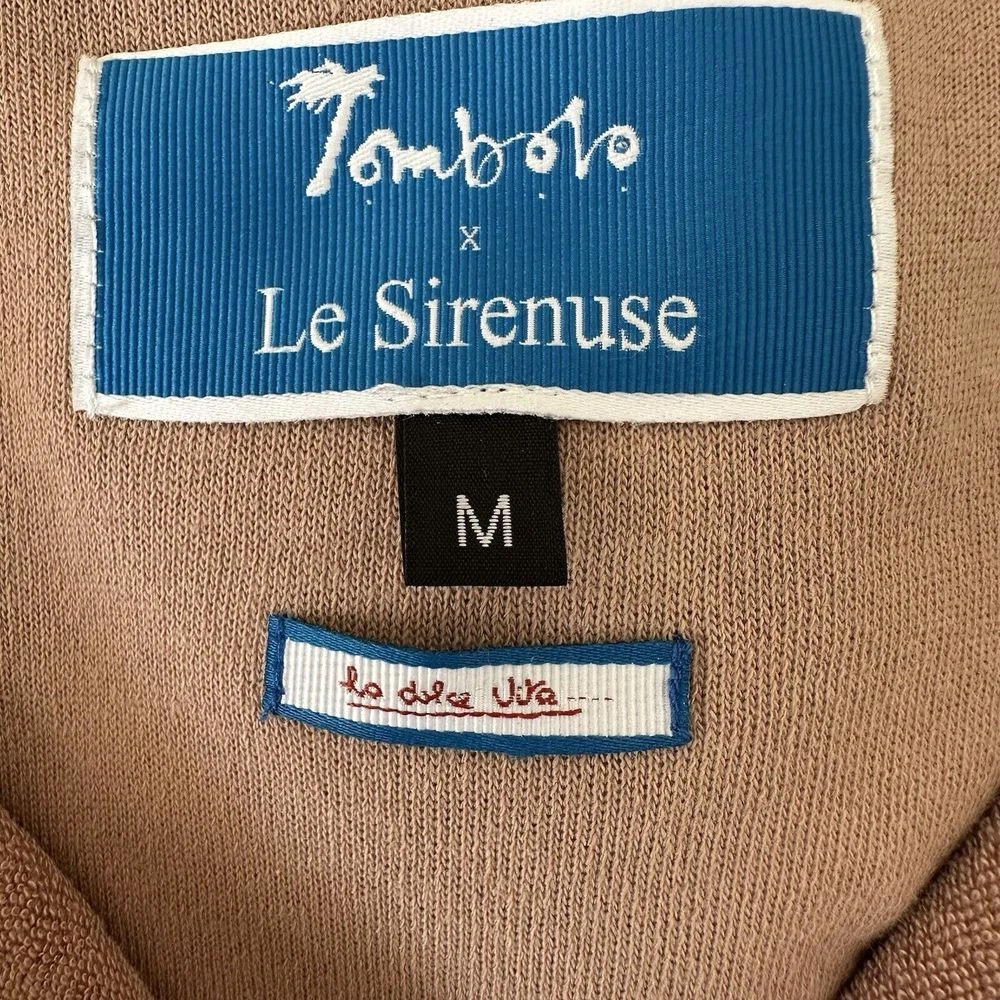 Tombolo
x
Le Sirenuse
M
la dolce vita